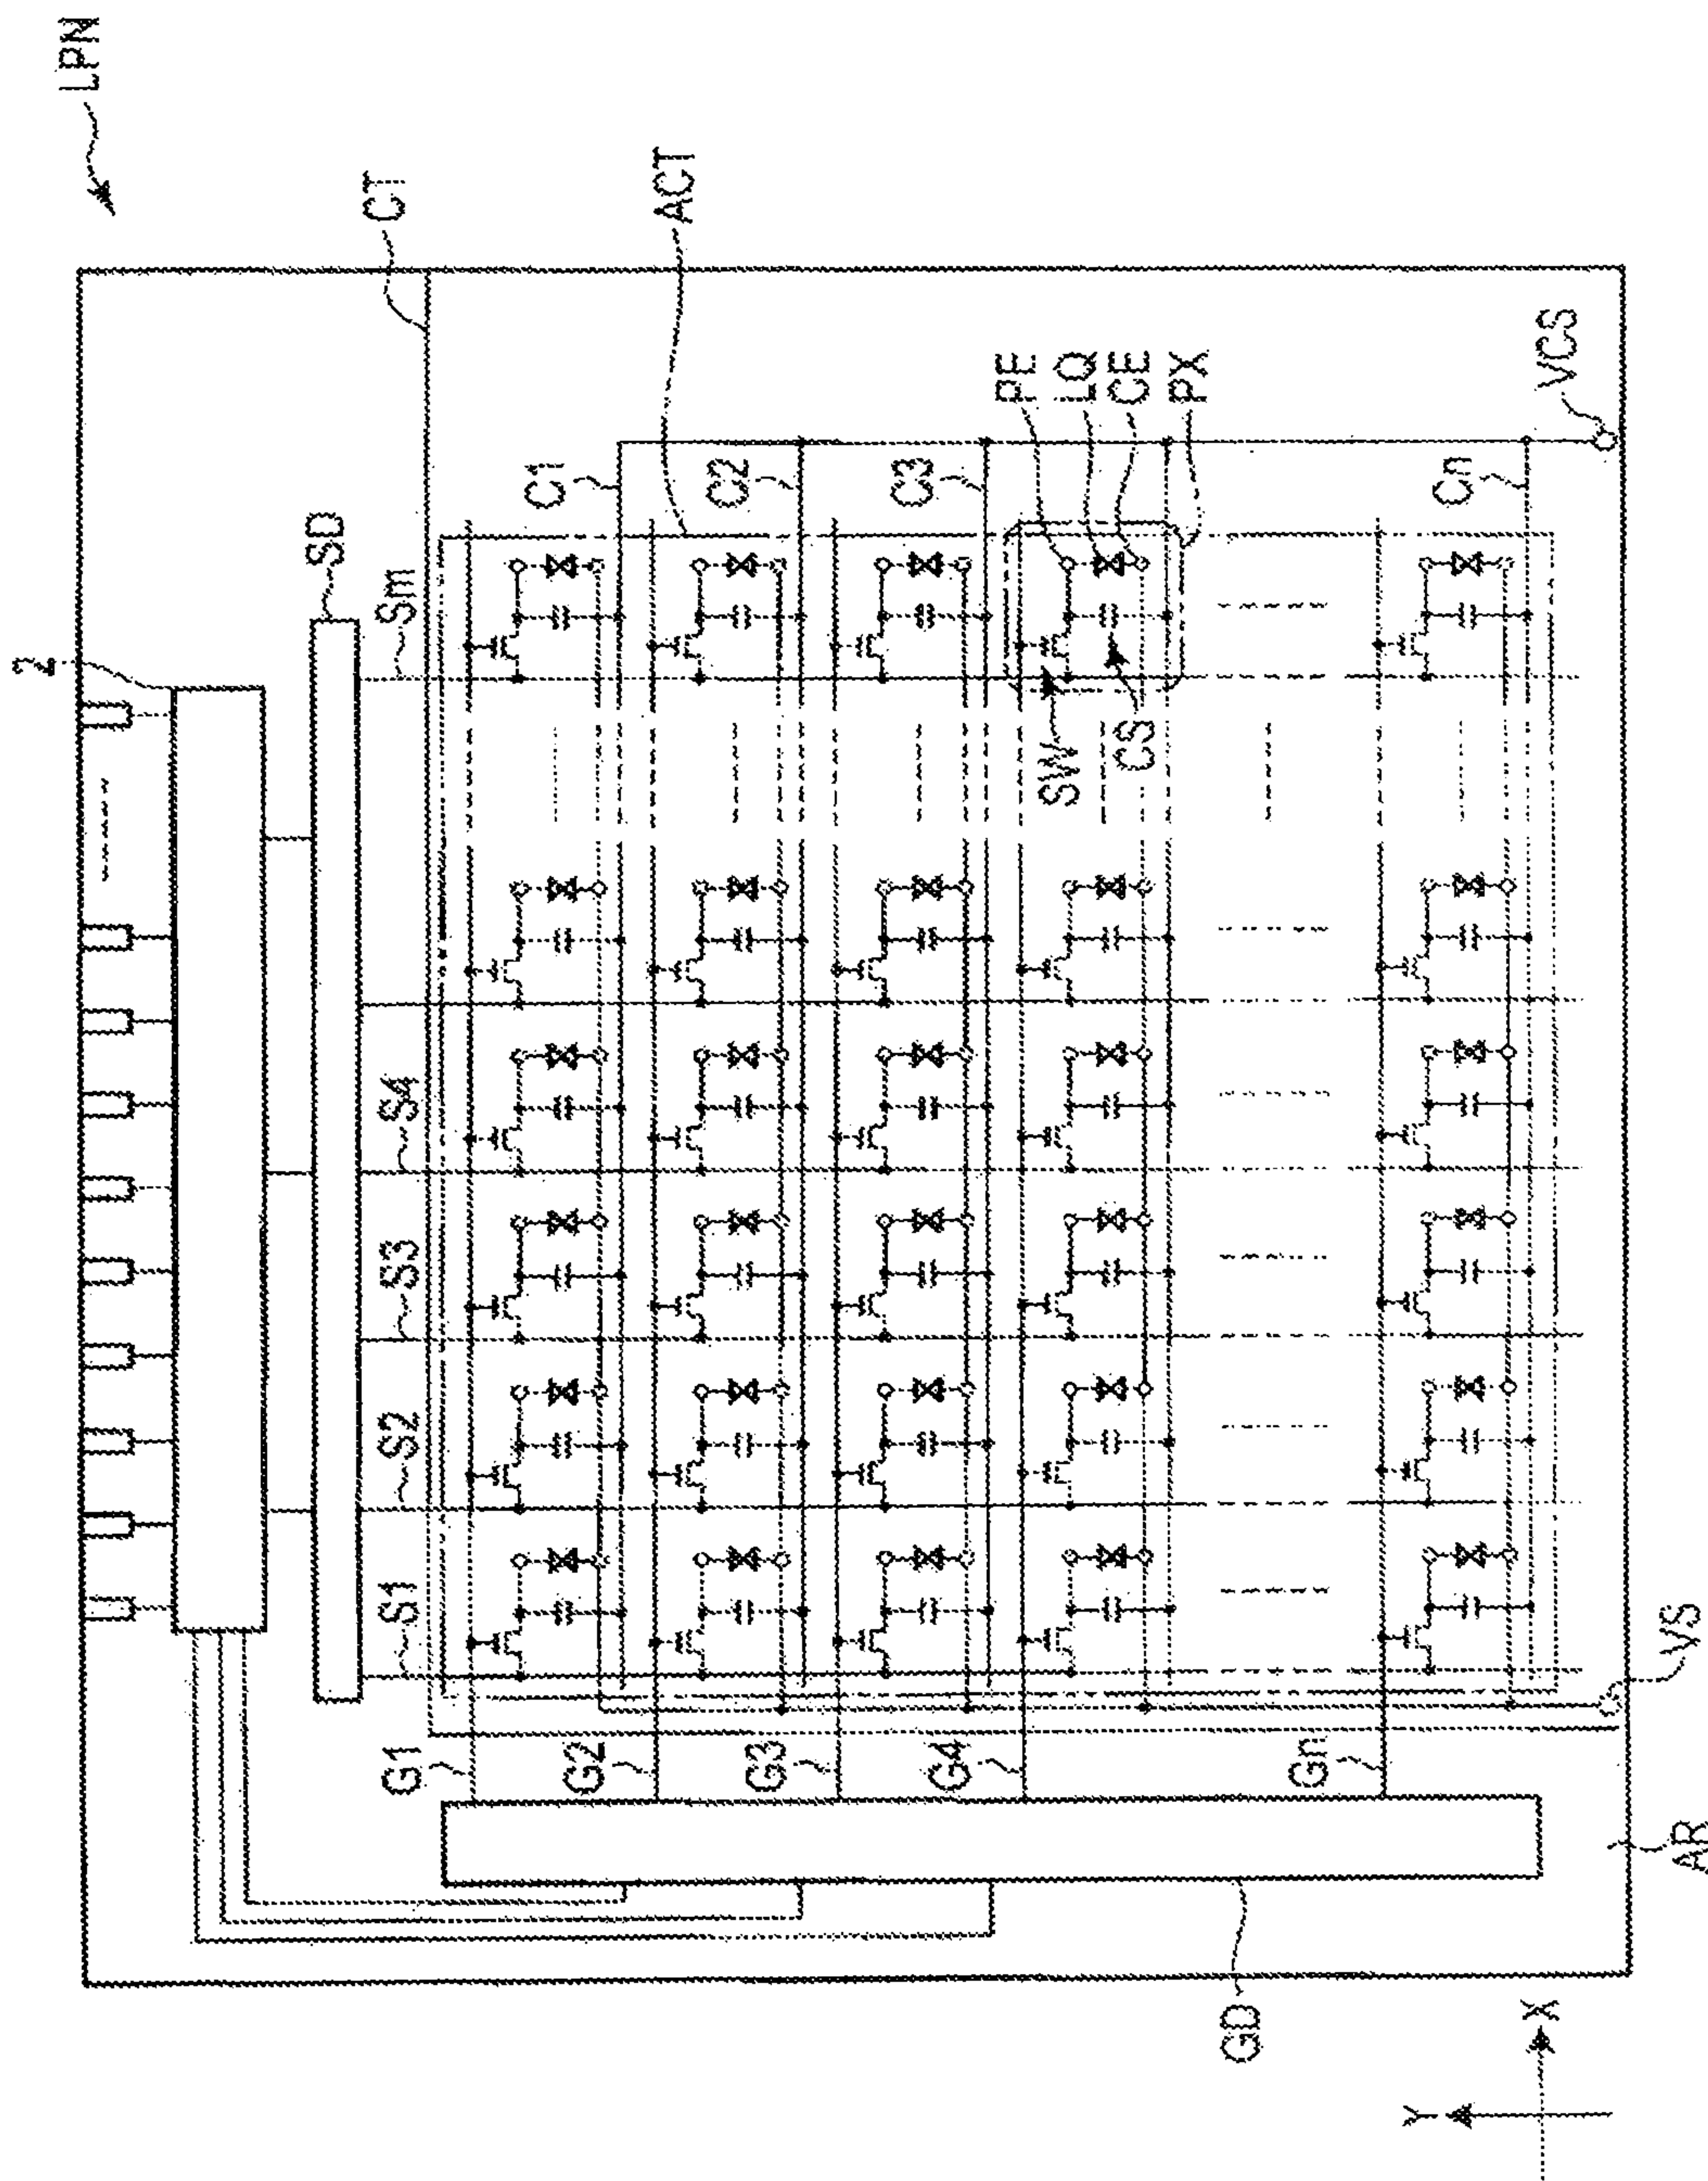 LPN
CT
ACT
2
SD
Sm
S4
S3
S2
S1
C1
C2
C3
Cn
PE
LQ
CE
PX
VCS
SW
CS
G1
G2
G3
G4
Gn
VS
AR
GD
X
Y